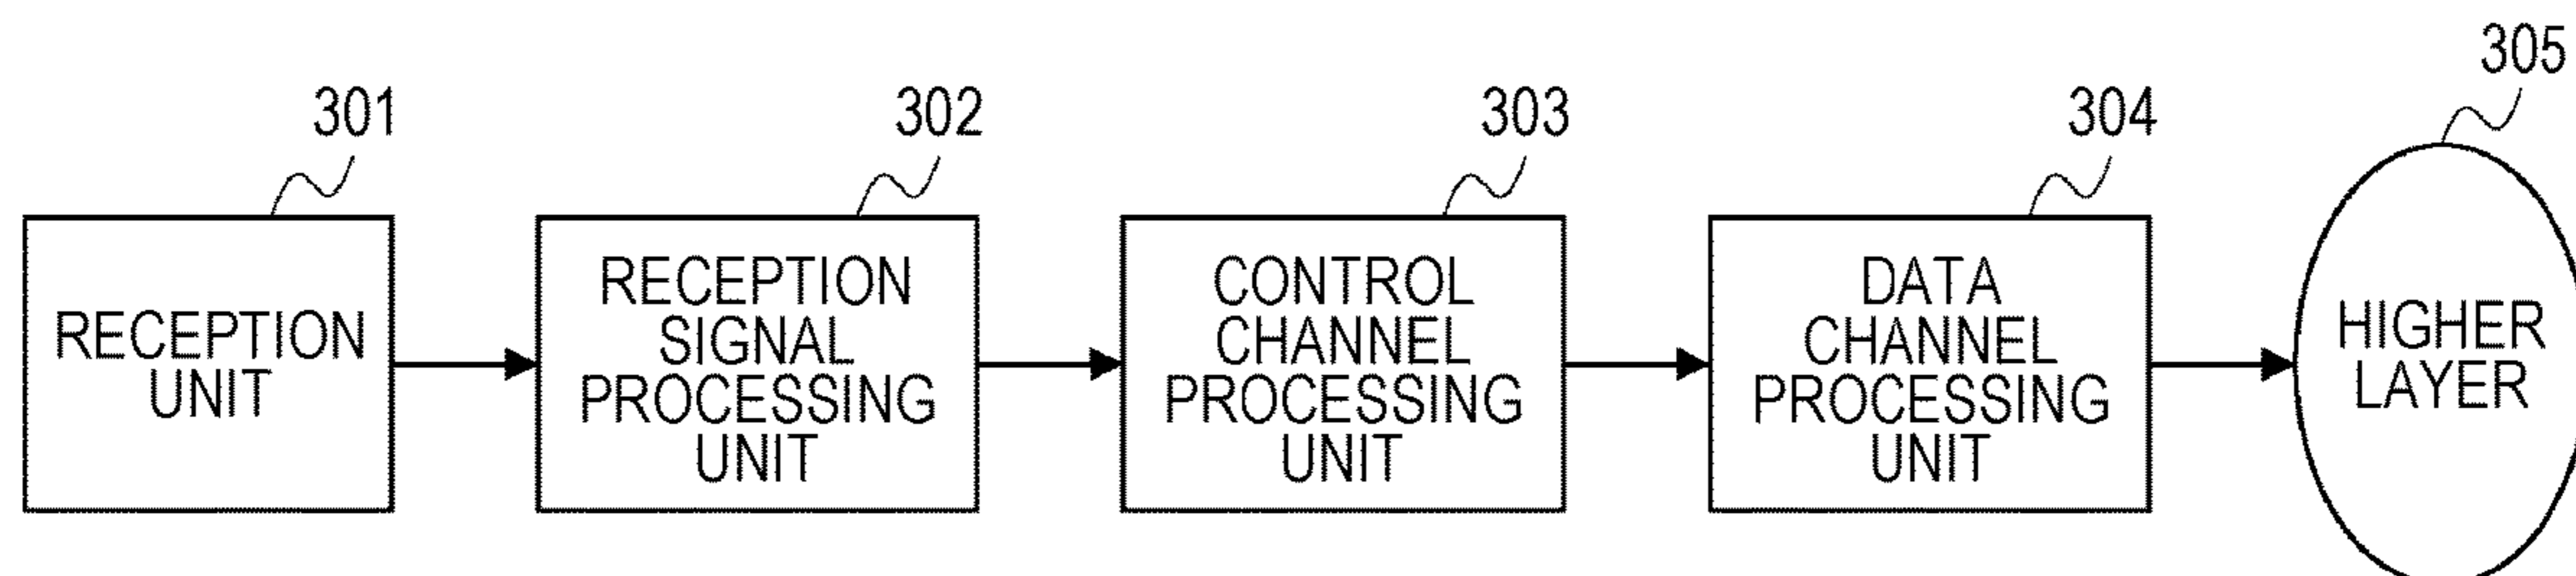 301
302
303
304
305
RECEPTION
UNIT
RECEPTION
SIGNAL
PROCESSING
UNIT
CONTROL
CHANNEL
PROCESSING
UNIT
DATA
CHANNEL
PROCESSING
UNIT
HIGHER
LAYER